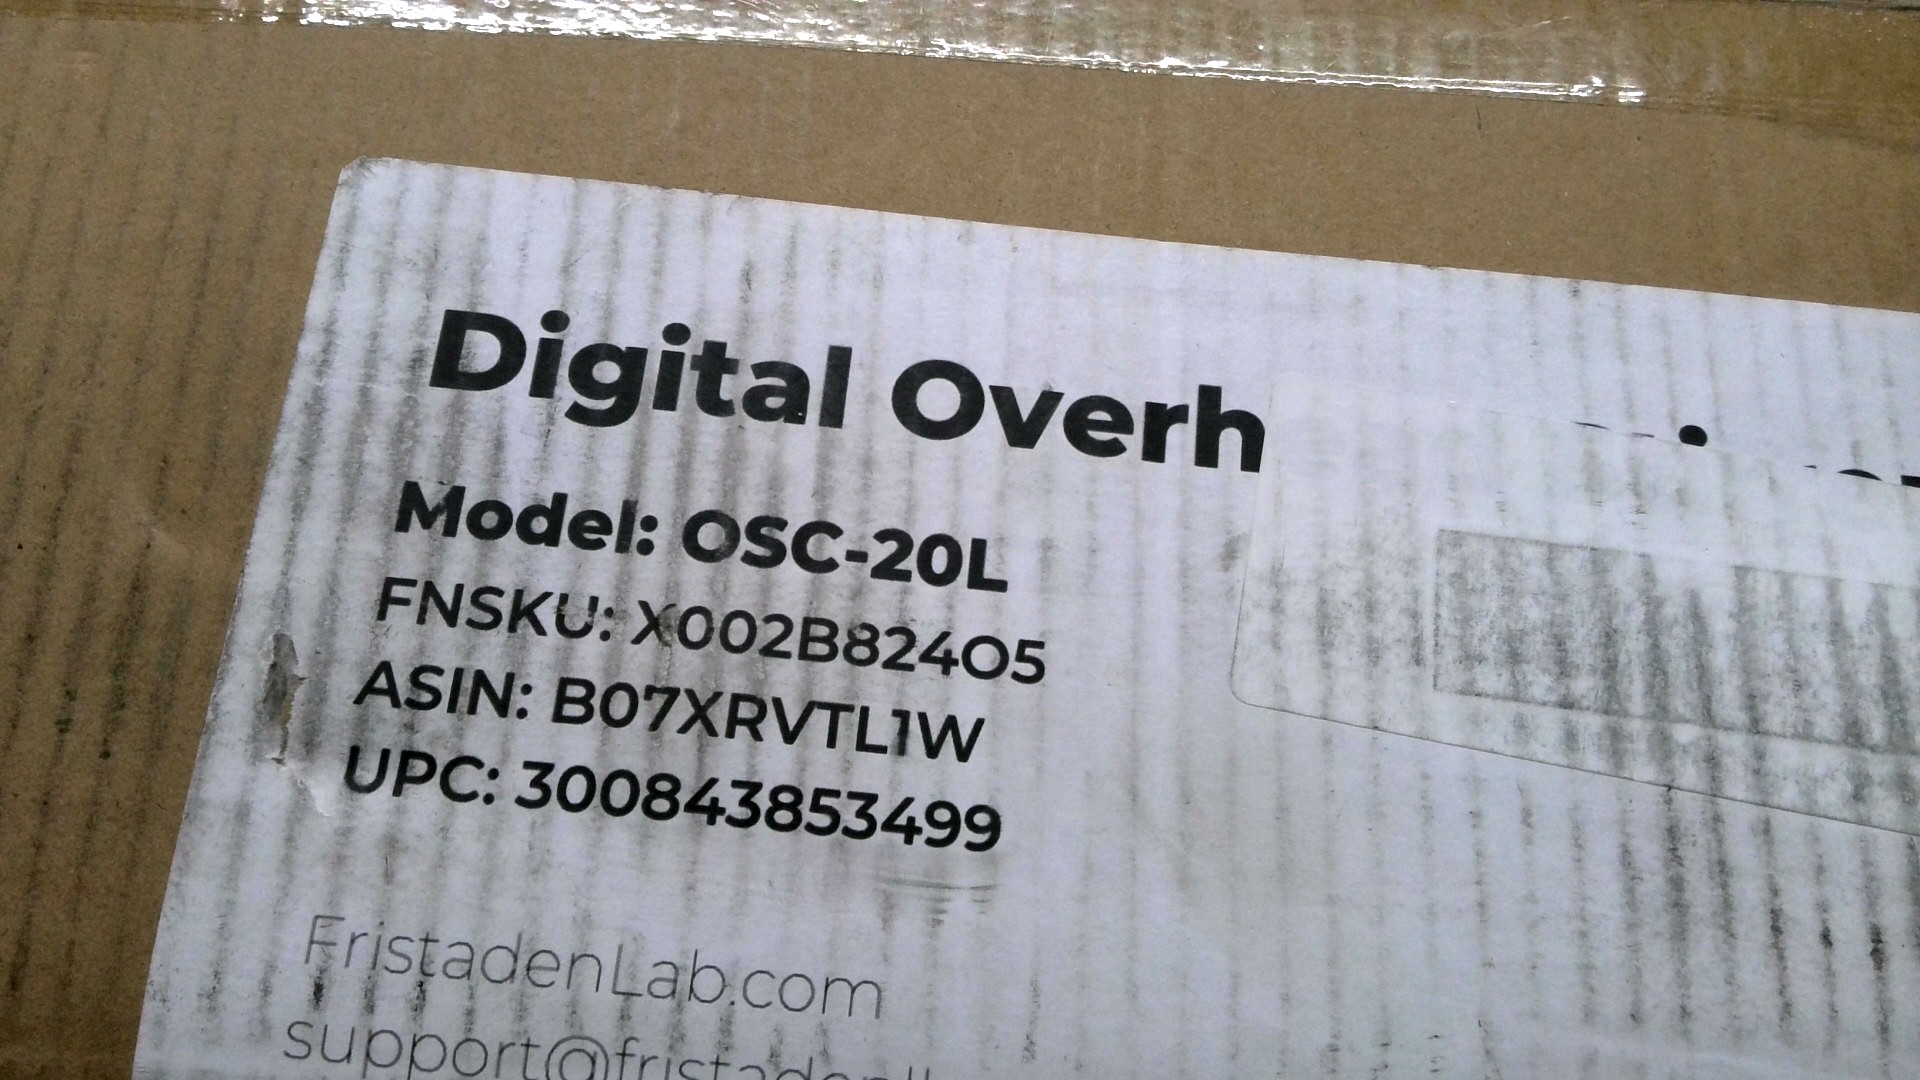 Digital Overh
Model: OSC-20L
FNSKU: X002B824O5
ASIN: B07XRVTL1W
UPC: 300843853499
FristadenLab.com